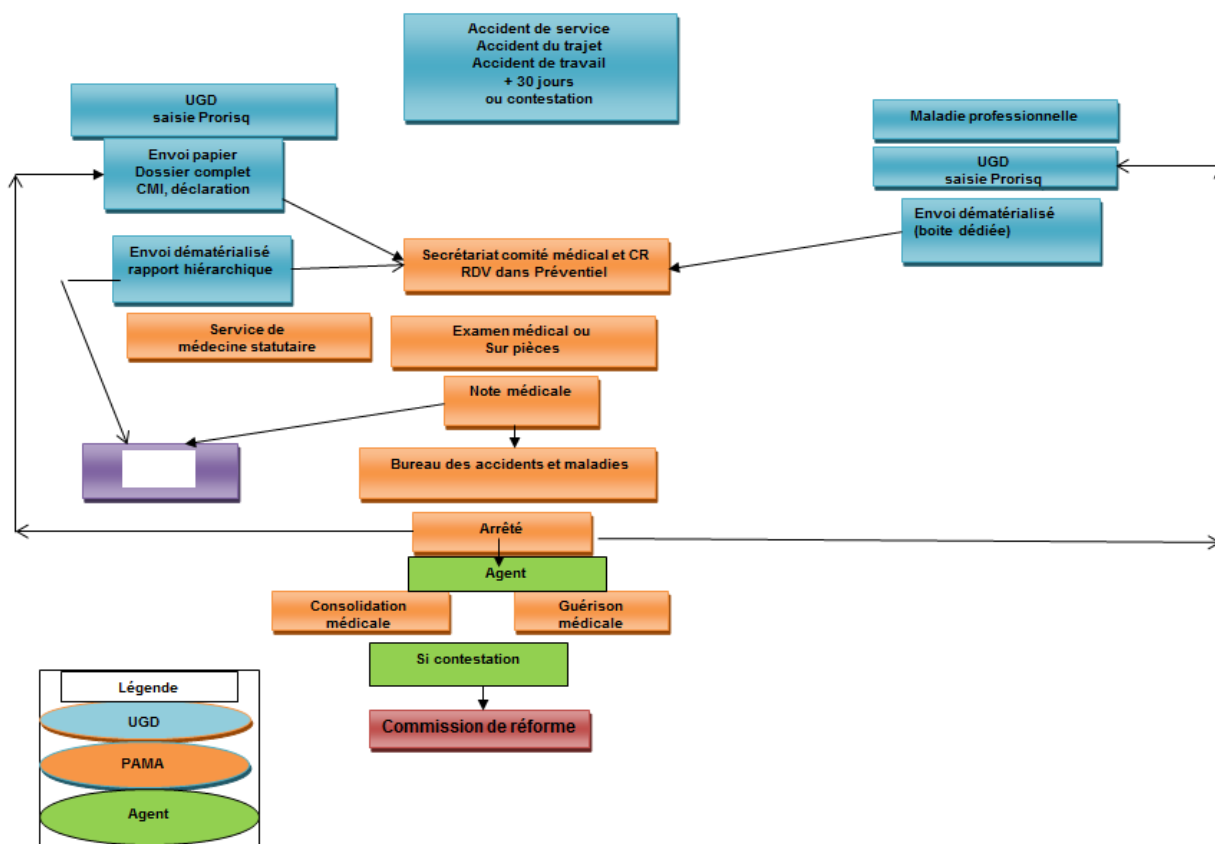 Accident de service
Accident du trajet
Accident de travail
+ 30 jours
ou contestation
UGD
saisie Prorisq
Envoi papier
Dossier complet
CMI, déclaration
Envoi dématérialisé
rapport hiérarchique
Maladie professionnelle
UGD
saisie Prorisq
Envoi dématérialisé
(boite dédiée)
Secrétariat comité médical et CR
RDV dans Préventiel
Service de
médecine statutaire
Examen médical ou
Sur pièces
Note médicale
Bureau des accidents et maladies
Arrêté
Agent
Consolidation
médicale
Guérison
médicale
Si contestation
Commission de réforme
Légende
UGD
PAMA
Agent